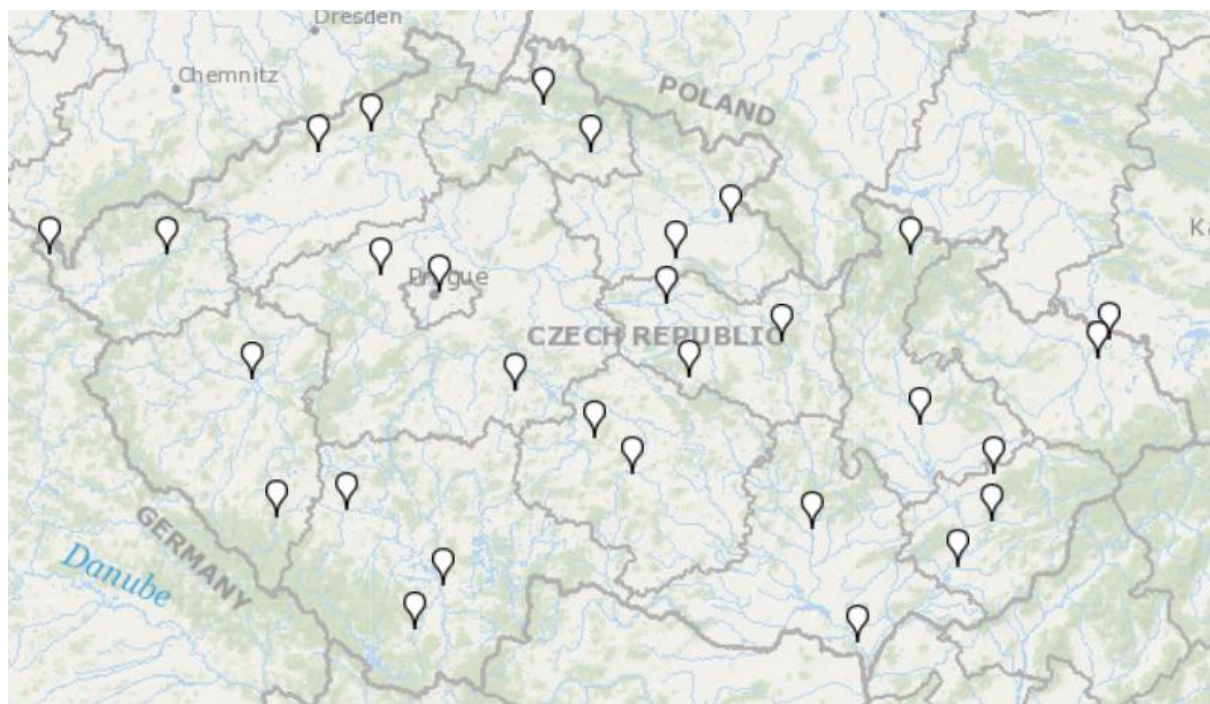 Dresden
Chemnitz
POLAND
Prague
CZECH REPUBLIC
GERMANY
Danube